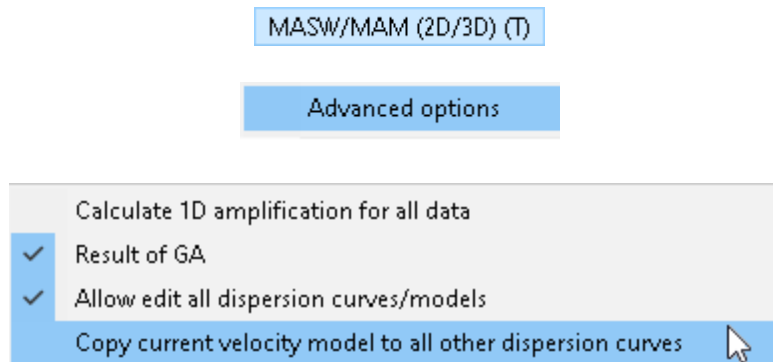 MASW/MAM (2D/3D) (T)
Advanced options
Calculate 1D amplification for all data
Result of GA
Allow edit all dispersion curves/models
Copy current velocity model to all other dispersion curves